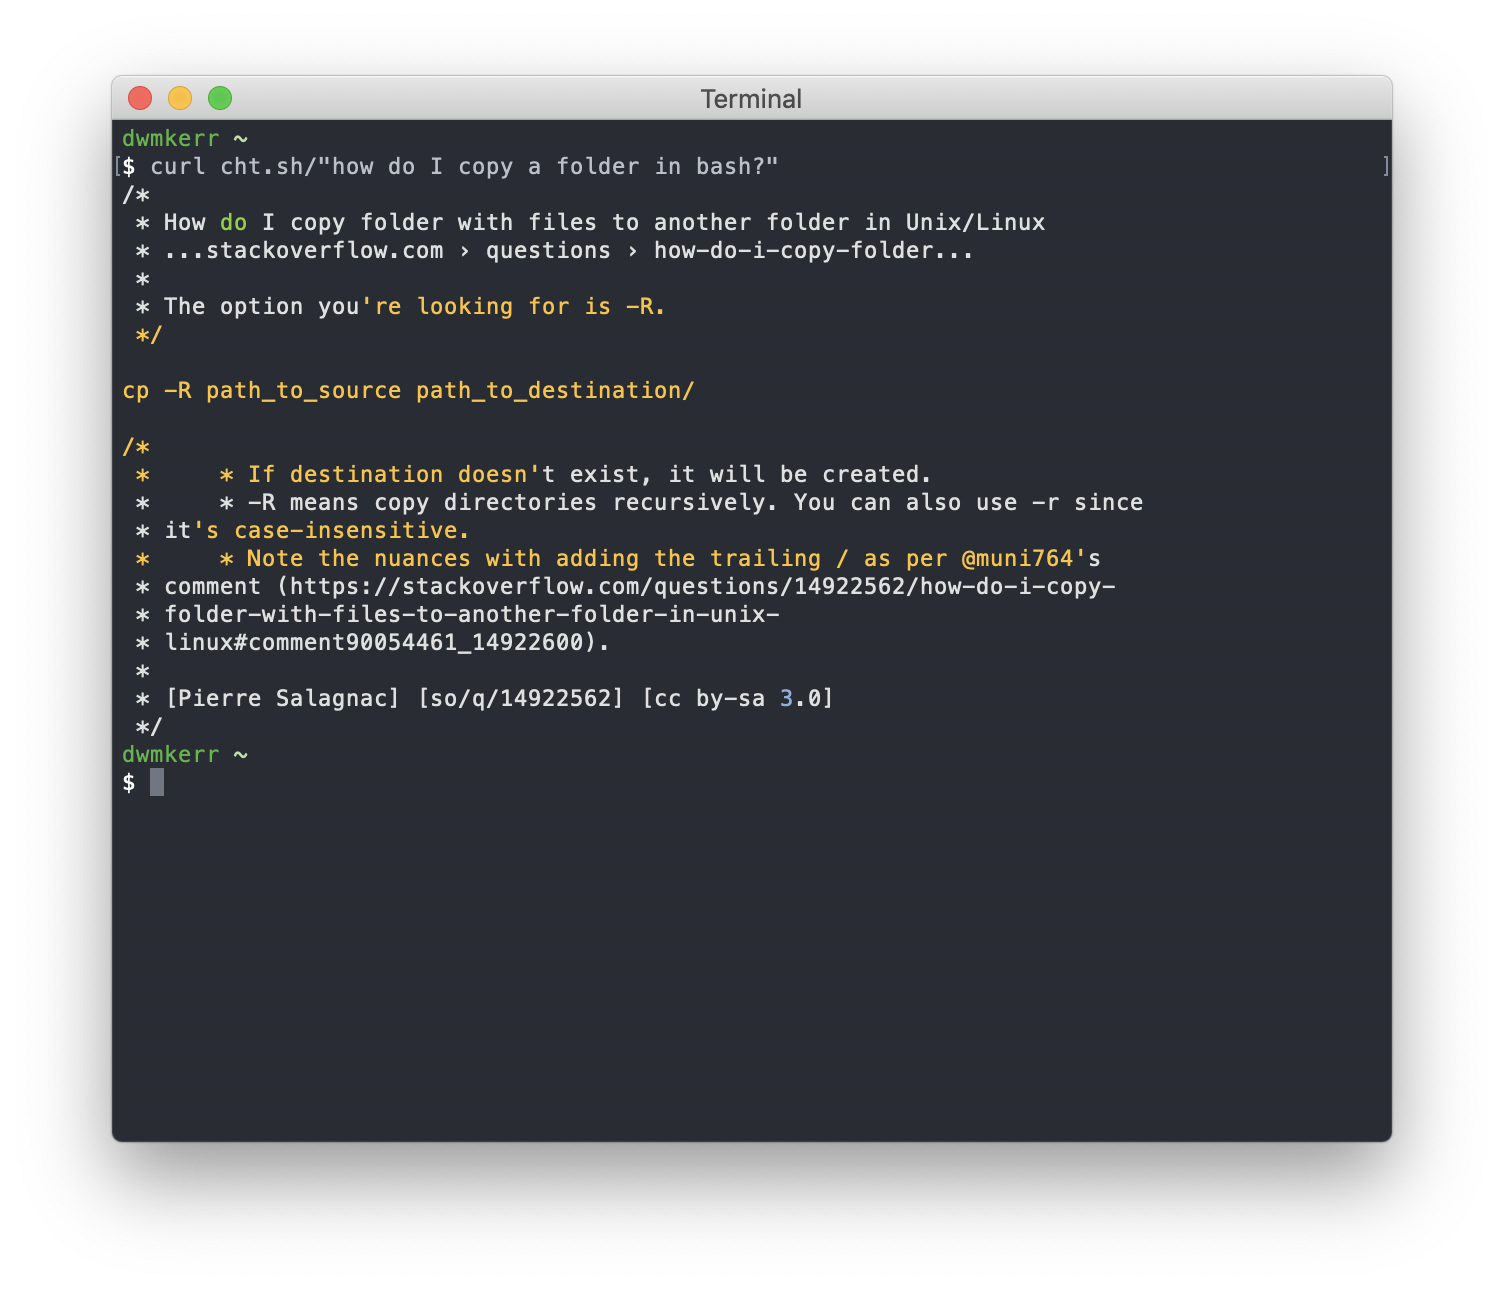 Terminal
dwmkerr ~
[$ curl cht.sh/"how do I copy a folder in bash?" ]
/*
 * How do I copy folder with files to another folder in Unix/Linux
 * ...stackoverflow.com › questions › how-do-i-copy-folder...
 *
 * The option you're looking for is -R.
 */
cp -R path_to_source path_to_destination/
/*
 *     * If destination doesn't exist, it will be created.
 *     * -R means copy directories recursively. You can also use -r since
 * it's case-insensitive.
 *     * Note the nuances with adding the trailing / as per @muni764's
 * comment (https://stackoverflow.com/questions/14922562/how-do-i-copy-
 * folder-with-files-to-another-folder-in-unix-
 * linux#comment90054461_14922600).
 *
 * [Pierre Salagnac] [so/q/14922562] [cc by-sa 3.0]
 */
dwmkerr ~
$